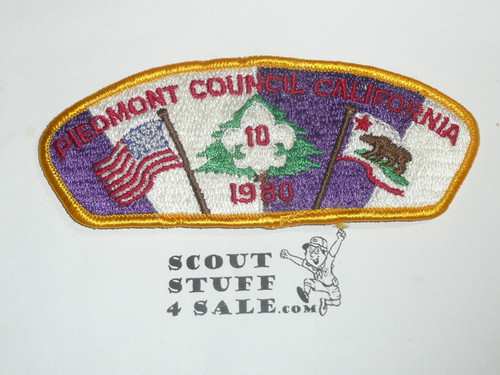 PIEDMONT COUNCIL CALIFORNIA
10
1980
SCOUT
STUFF
4 SALE.com